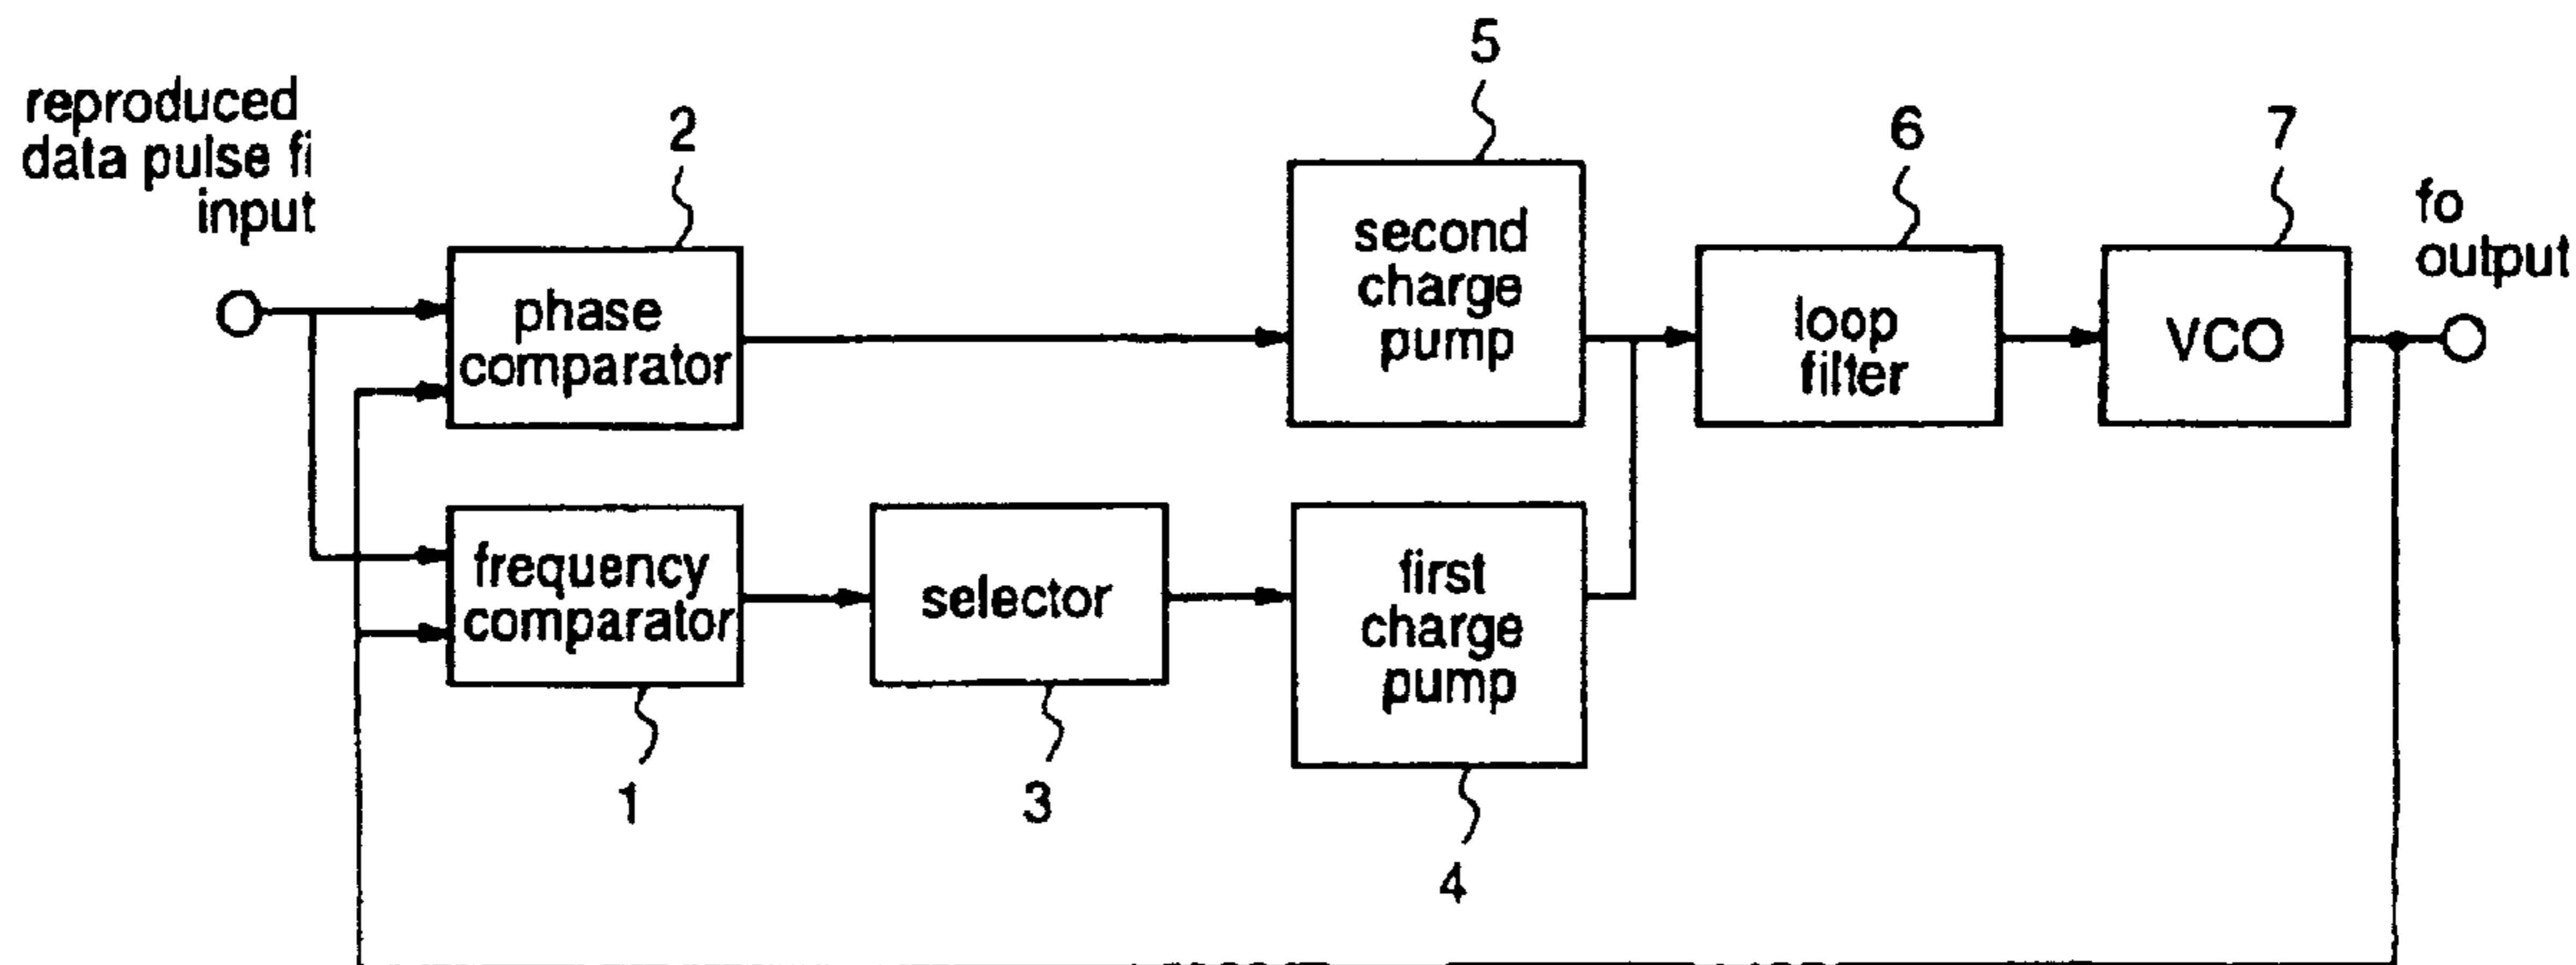 reproduced
data pulse fi
input
2
phase
comparator
5
second
charge
pump
6
loop
filter
7
VCO
fo
output
frequency
comparator
1
selector
3
first
charge
pump
4